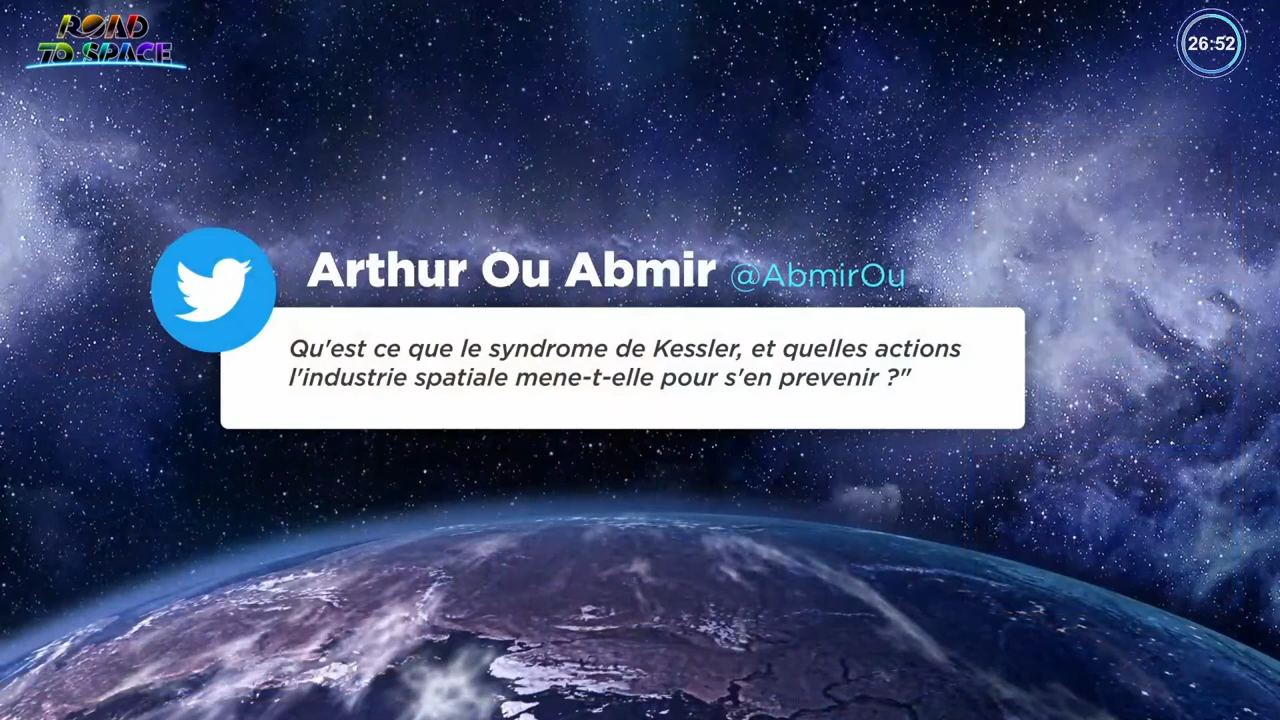 ROAD
TO SPACE
26:52
Arthur Ou Abmir @AbmirOu
Qu'est ce que le syndrome de Kessler, et quelles actions
l'industrie spatiale mene-t-elle pour s'en prevenir ?"